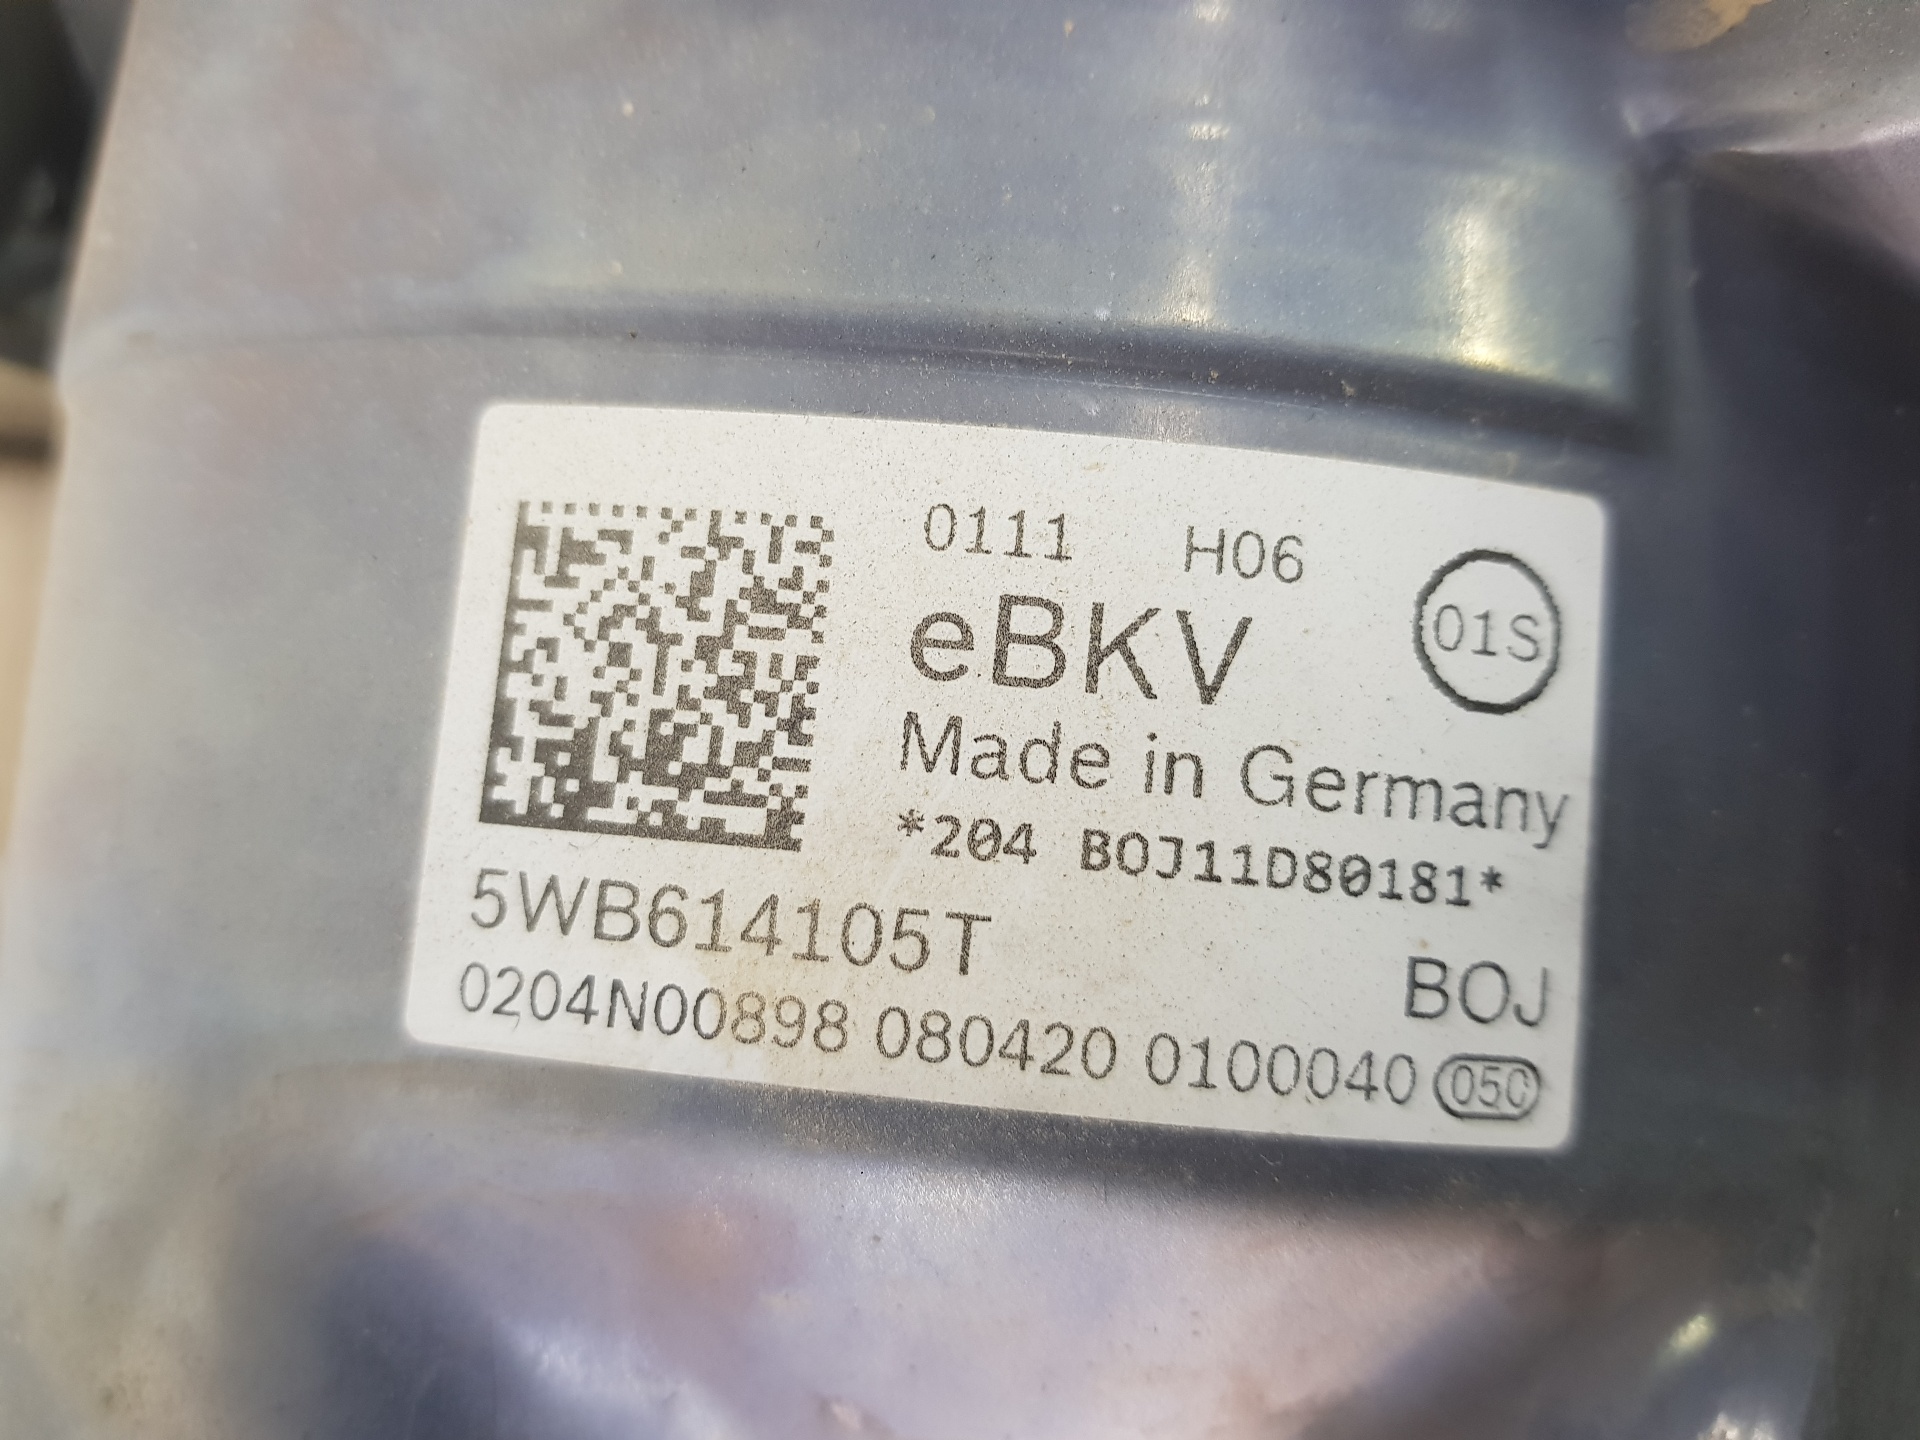 0111 H06
01S
eBKV
Made in Germany
*204 BOJ11D80181*
5WB614105T
BOJ
0204N00898 080420 0100040 05C